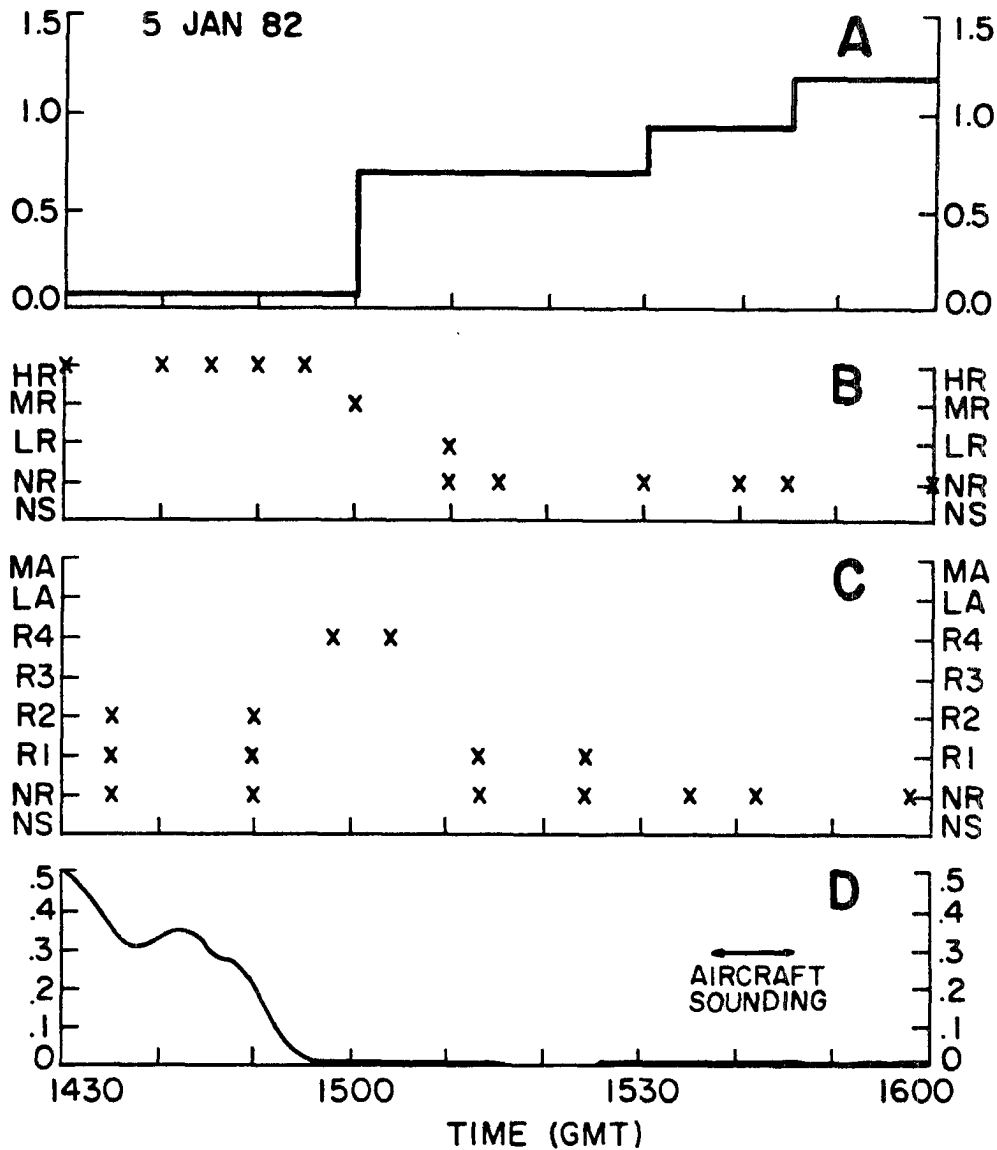 5 JAN 82
A
1.5
1.0
0.5
0.0
1.5
1.0
0.5
0.0
B
HR
MR
LR
NR
NS
HR
MR
LR
NR
NS
C
MA
LA
R4
R3
R2
R1
NR
NS
MA
LA
R4
R3
R2
R1
NR
NS
D
.5
.4
.3
.2
.1
0
.5
.4
.3
.2
.1
0
AIRCRAFT
SOUNDING
1430 1500 1530 1600
TIME (GMT)